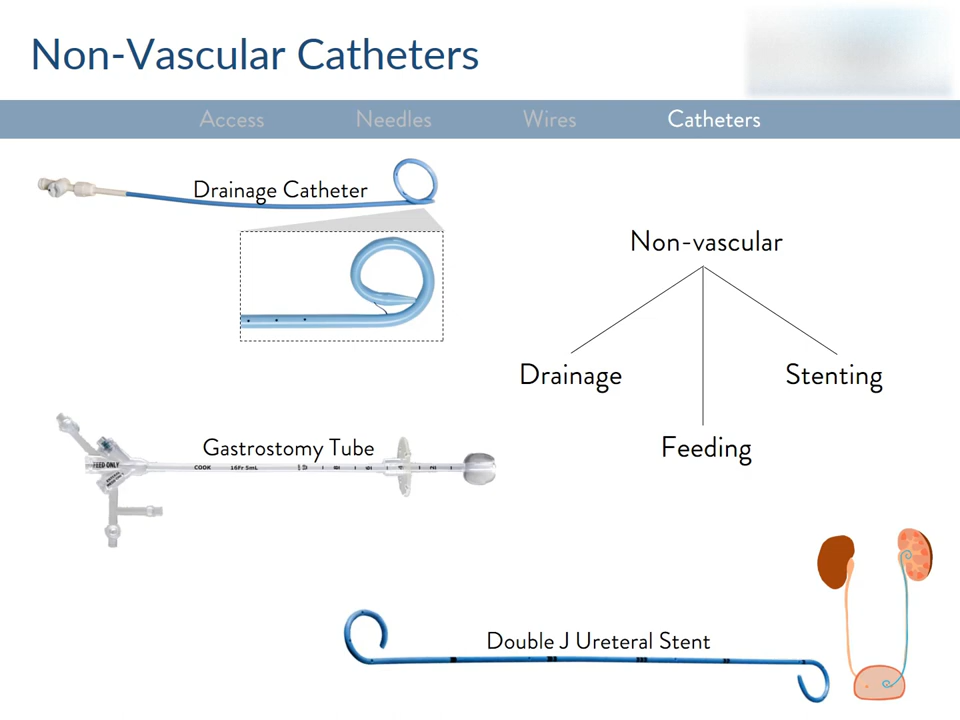 Non-Vascular Catheters
Access Needles Wires Catheters
Drainage Catheter
Non-vascular
Drainage
Stenting
Feeding
Gastrostomy Tube
FEED ONLY
COOK 16Fr 5mL
Double J Ureteral Stent